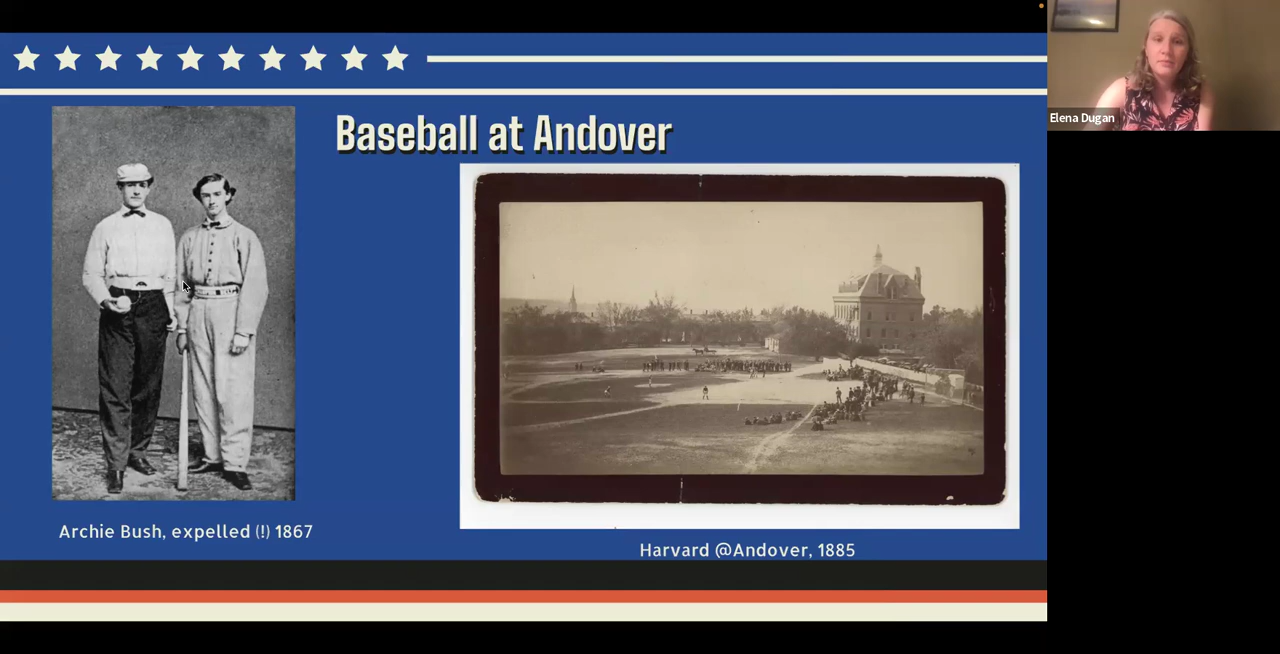 Baseball at Andover
Archie Bush, expelled (!) 1867
Harvard @Andover, 1885
Elena Dugan